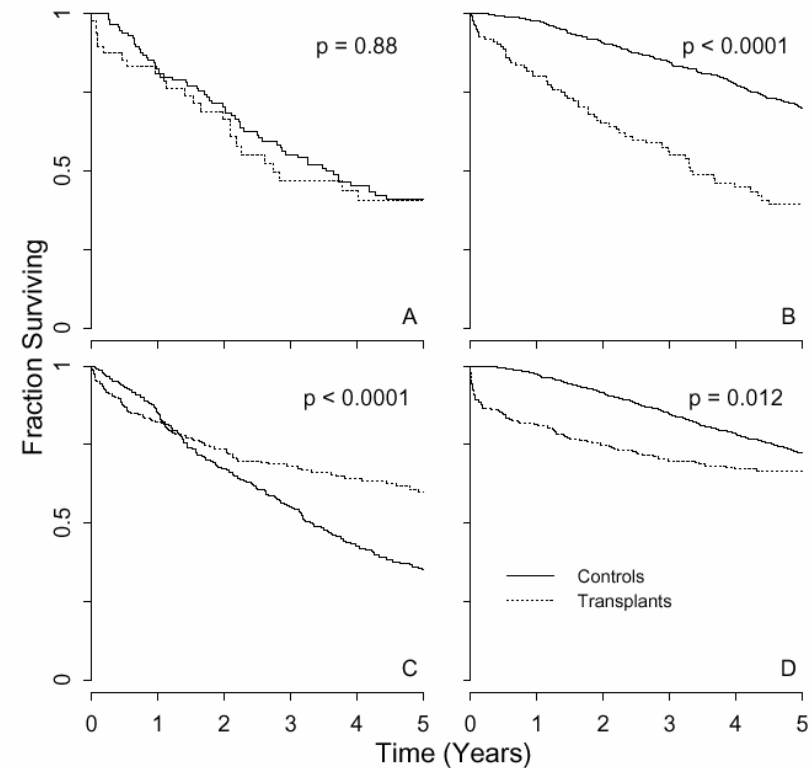 Fraction Surviving
1
0.5
0
p = 0.88
A
p < 0.0001
B
1
0.5
0
p < 0.0001
C
p = 0.012
Controls
Transplants
D
0 1 2 3 4 5
0 1 2 3 4 5
Time (Years)